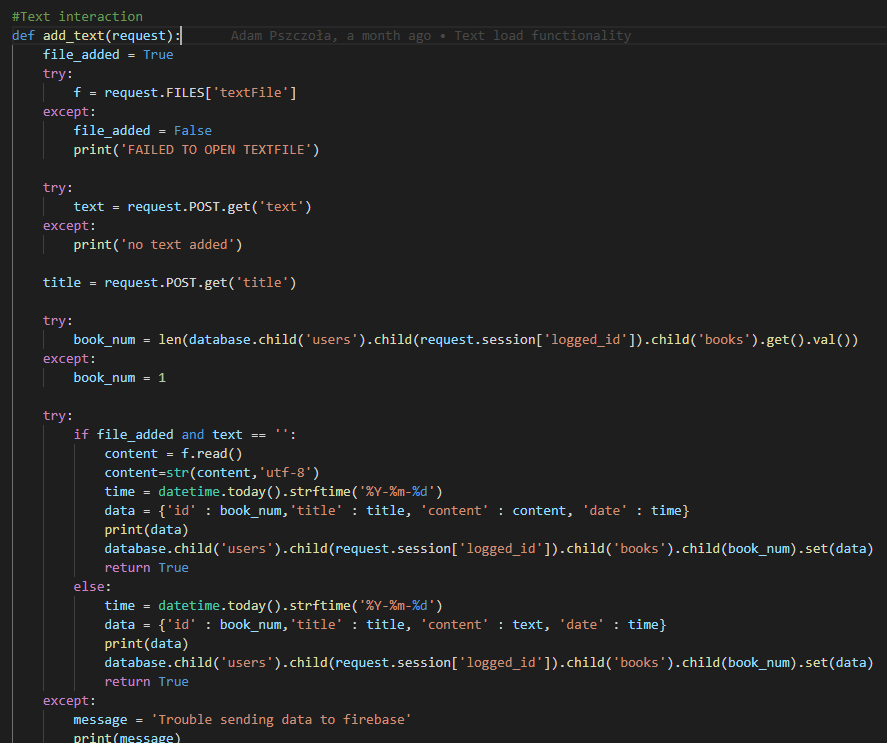 #Text interaction
def add_text(request):    Adam Pszczoła, a month ago • Text load functionality
    file_added = True
    try:
        f = request.FILES['textFile']
    except:
        file_added = False
        print('FAILED TO OPEN TEXTFILE')

    try:
        text = request.POST.get('text')
    except:
        print('no text added')

    title = request.POST.get('title')

    try:
        book_num = len(database.child('users').child(request.session['logged_id']).child('books').get().val())
    except:
        book_num = 1

    try:
        if file_added and text == '':
            content = f.read()
            content=str(content,'utf-8')
            time = datetime.today().strftime('%Y-%m-%d')
            data = {'id' : book_num,'title' : title, 'content' : content, 'date' : time}
            print(data)
            database.child('users').child(request.session['logged_id']).child('books').child(book_num).set(data)
            return True
        else:
            time = datetime.today().strftime('%Y-%m-%d')
            data = {'id' : book_num,'title' : title, 'content' : text, 'date' : time}
            print(data)
            database.child('users').child(request.session['logged_id']).child('books').child(book_num).set(data)
            return True
    except:
        message = 'Trouble sending data to firebase'
        print(message)